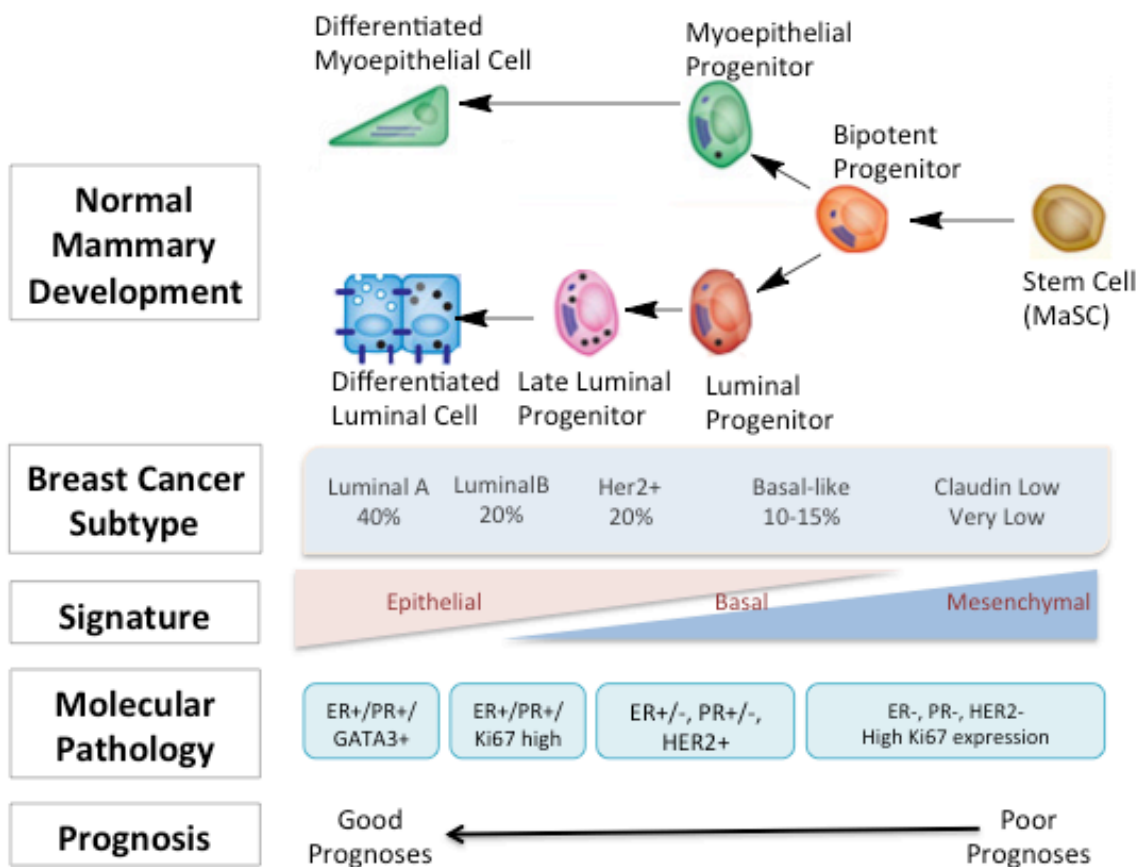 Differentiated
Myoepithelial Cell
Myoepithelial
Progenitor
Bipotent
Progenitor
Normal
Mammary
Development
Stem Cell
(MaSC)
Differentiated
Luminal Cell
Late Luminal
Progenitor
Luminal
Progenitor
Breast Cancer
Subtype
Luminal A
40%
LuminalB
20%
Her2+
20%
Basal-like
10-15%
Claudin Low
Very Low
Signature
Epithelial
Basal
Mesenchymal
Molecular
Pathology
ER+/PR+/
GATA3+
ER+/PR+/
Ki67 high
ER+/-, PR+/-,
HER2+
ER-, PR-, HER2-
High Ki67 expression
Prognosis
Good
Prognoses
Poor
Prognoses